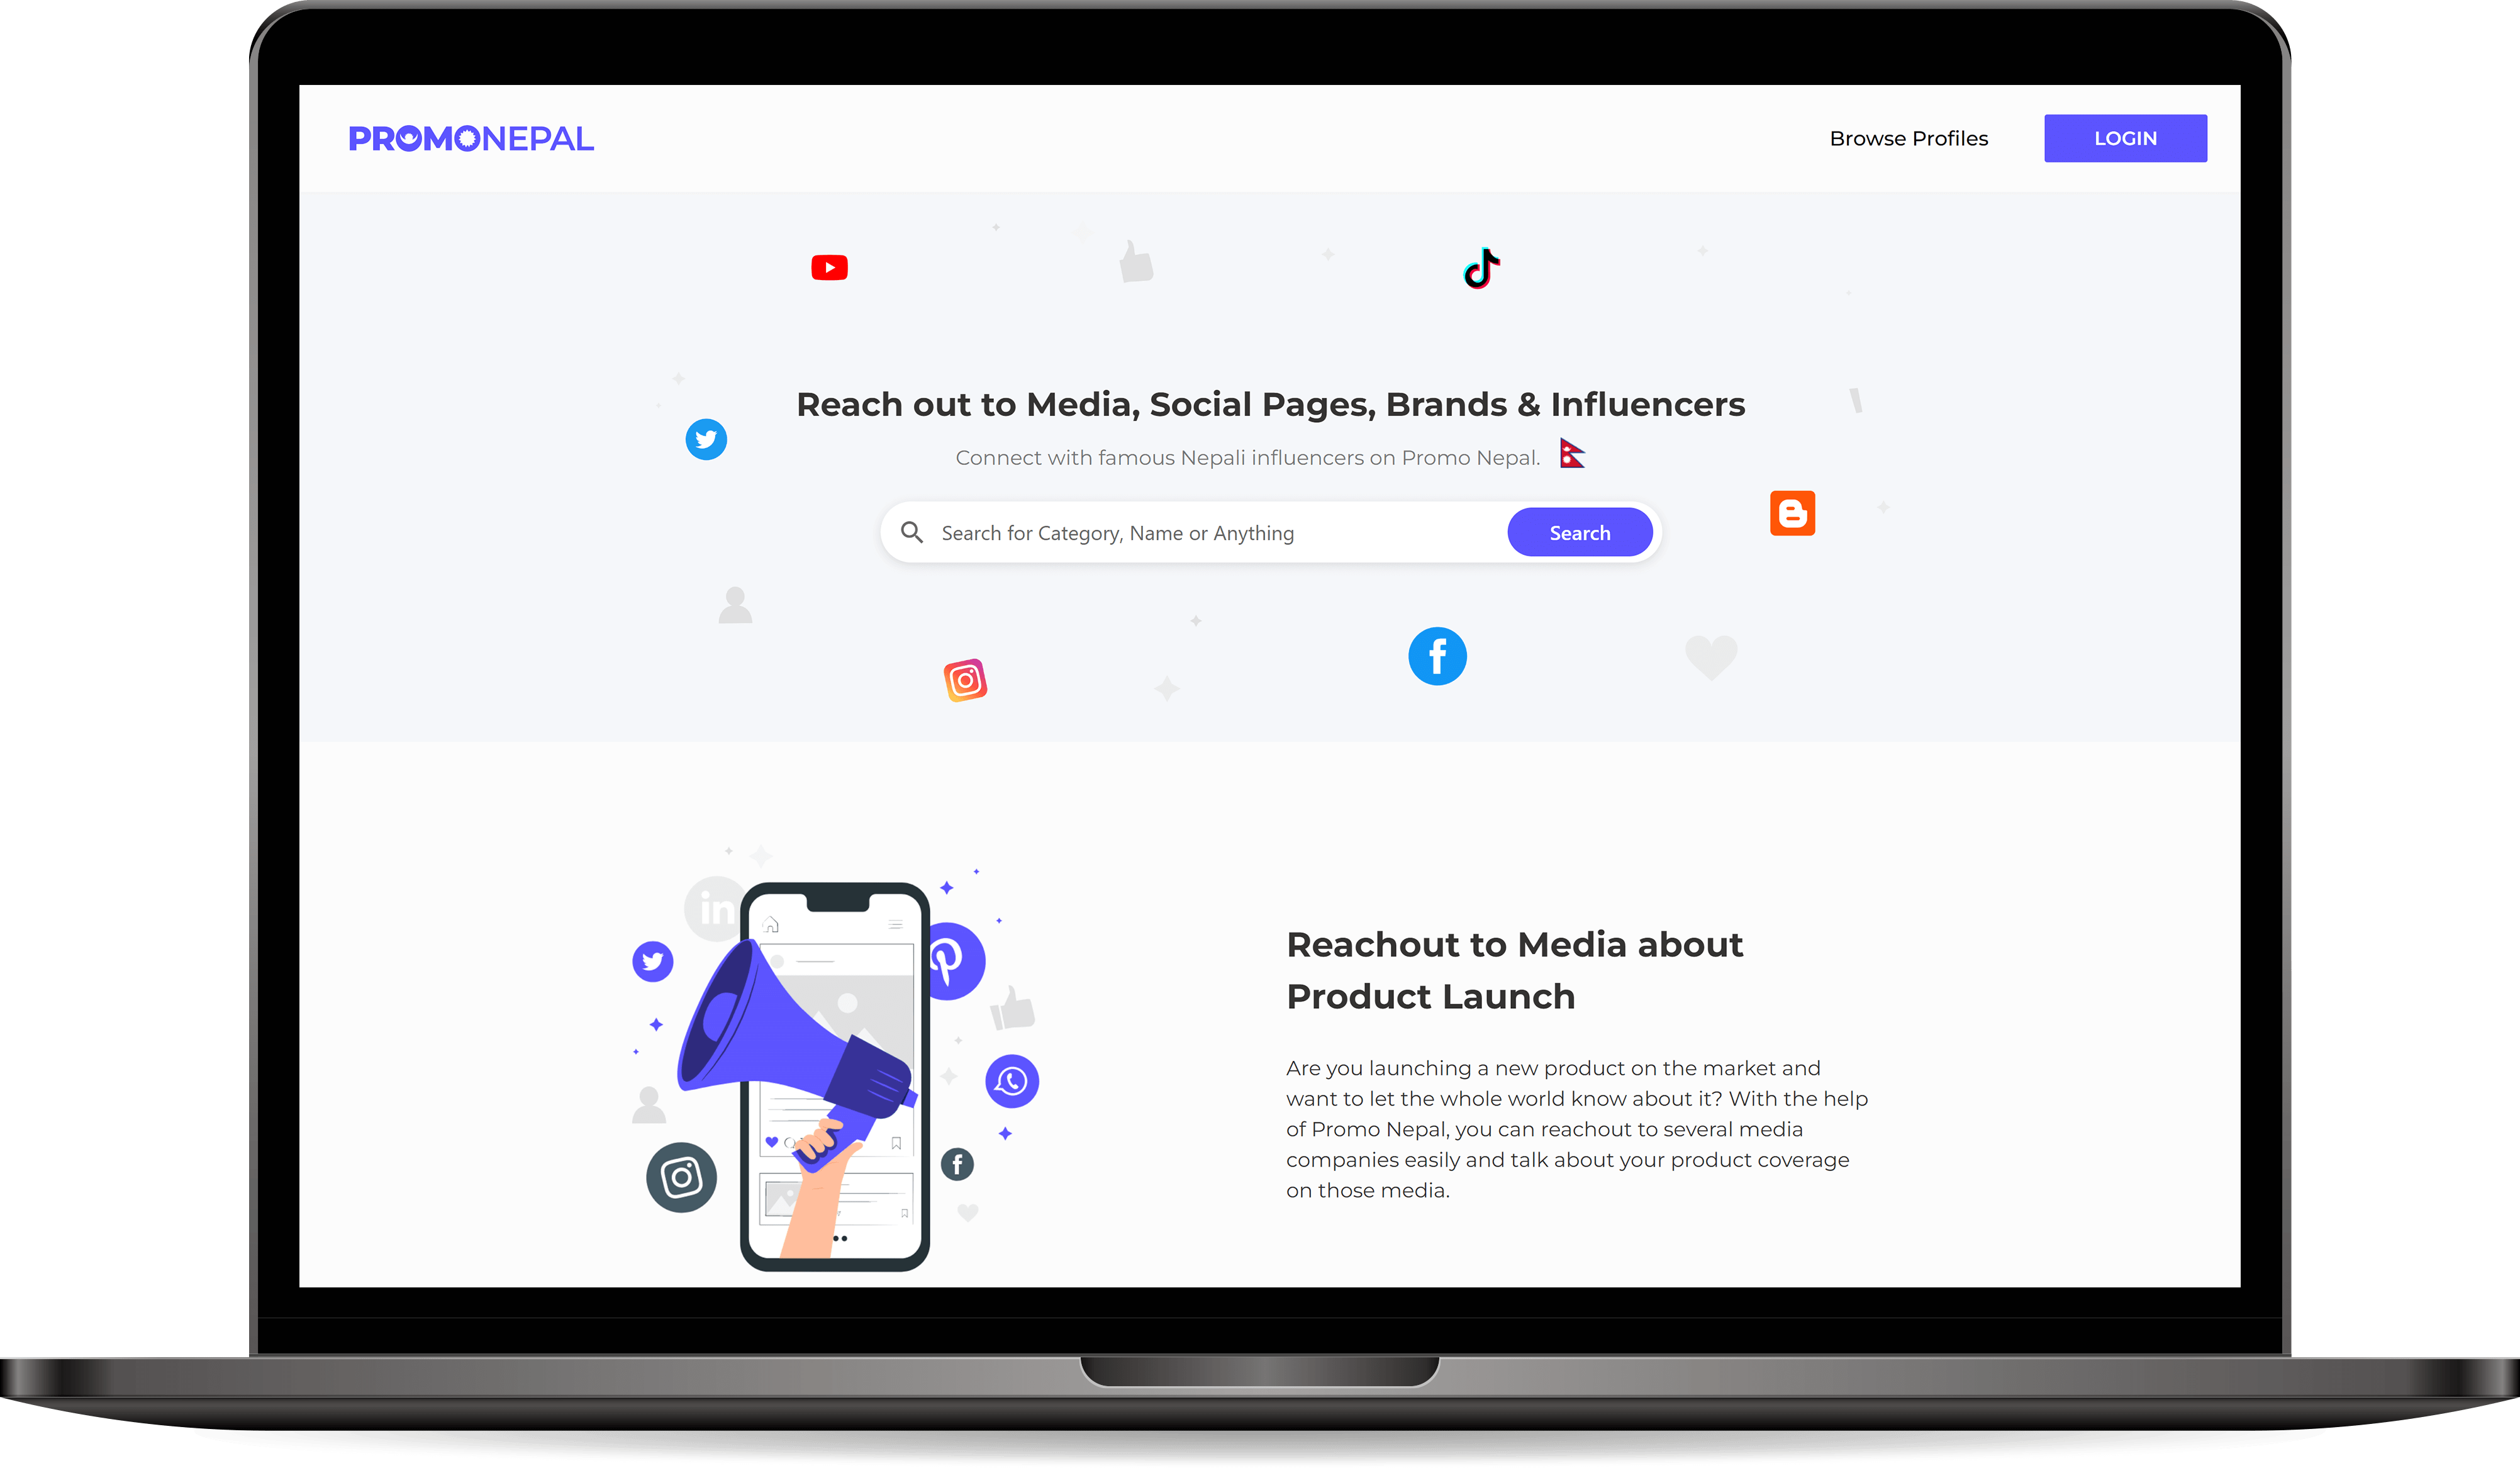 PROMONEPAL
Browse Profiles
LOGIN
Reach out to Media, Social Pages, Brands & Influencers
Connect with famous Nepali influencers on Promo Nepal.
Search for Category, Name or Anything
Search
Reachout to Media about
Product Launch
Are you launching a new product on the market and
want to let the whole world know about it? With the help
of Promo Nepal, you can reachout to several media
companies easily and talk about your product coverage
on those media.
in